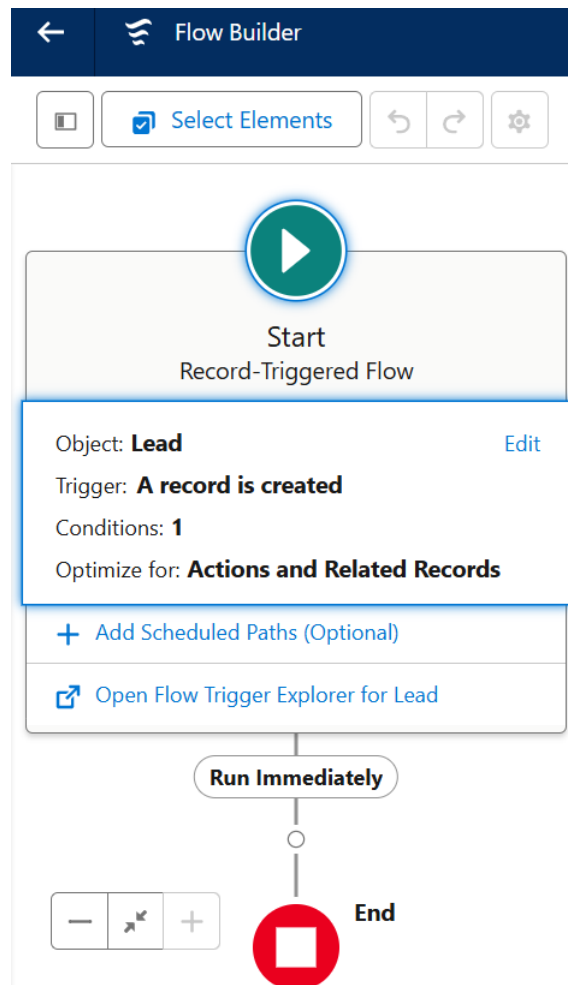 Flow Builder
Select Elements
Start
Record-Triggered Flow
Object: Lead Edit
Trigger: A record is created
Conditions: 1
Optimize for: Actions and Related Records
Add Scheduled Paths (Optional)
Open Flow Trigger Explorer for Lead
Run Immediately
End